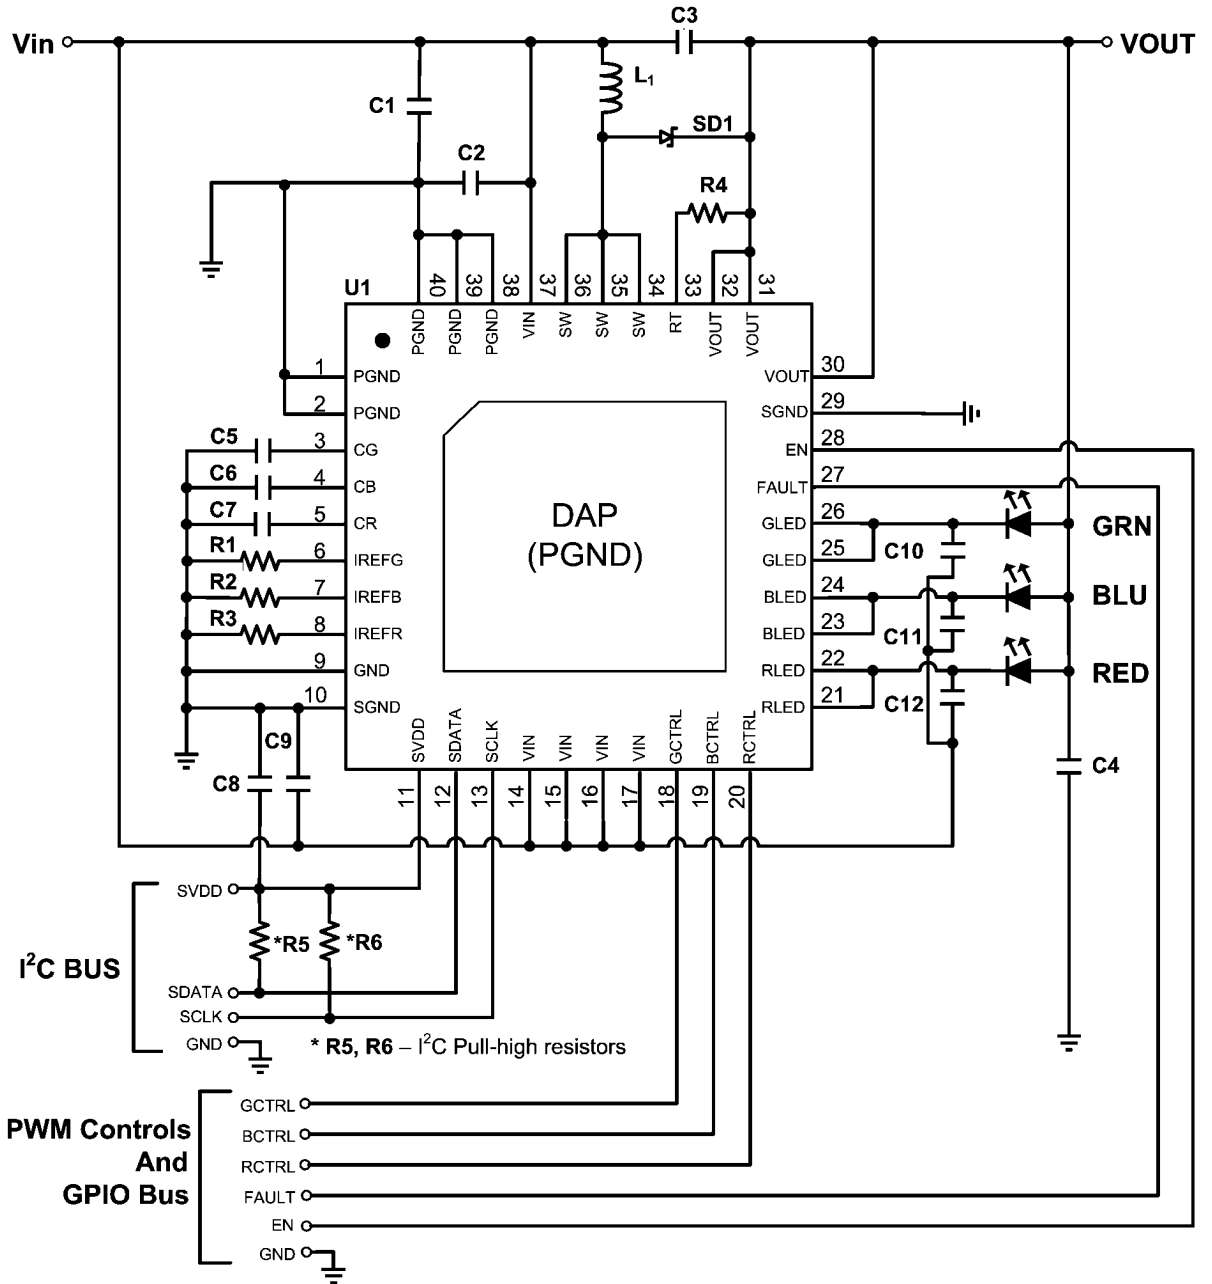 C3
Vin
VOUT
L1
C1
SD1
C2
R4
U1
40
39
38
37
36
35
34
33
32
31
PGND
PGND
PGND
VIN
SW
SW
SW
RT
VOUT
VOUT
1
PGND
2
PGND
C5
3
CG
C6
4
CB
C7
5
CR
R1
6
IREFG
R2
7
IREFB
R3
8
IREFR
9
GND
10
SGND
DAP
(PGND)
VOUT
30
SGND
29
EN
28
FAULT
27
GLED
26
GLED
25
BLED
24
BLED
23
RLED
22
RLED
21
C10
GRN
C11
BLU
C12
RED
C4
SVDD
SDATA
SCLK
VIN
VIN
VIN
VIN
GCTRL
BCTRL
RCTRL
11
12
13
14
15
16
17
18
19
20
C9
C8
SVDD
*R5
*R6
I²C BUS
SDATA
SCLK
GND
* R5, R6 – I²C Pull-high resistors
PWM Controls
And
GPIO Bus
GCTRL
BCTRL
RCTRL
FAULT
EN
GND